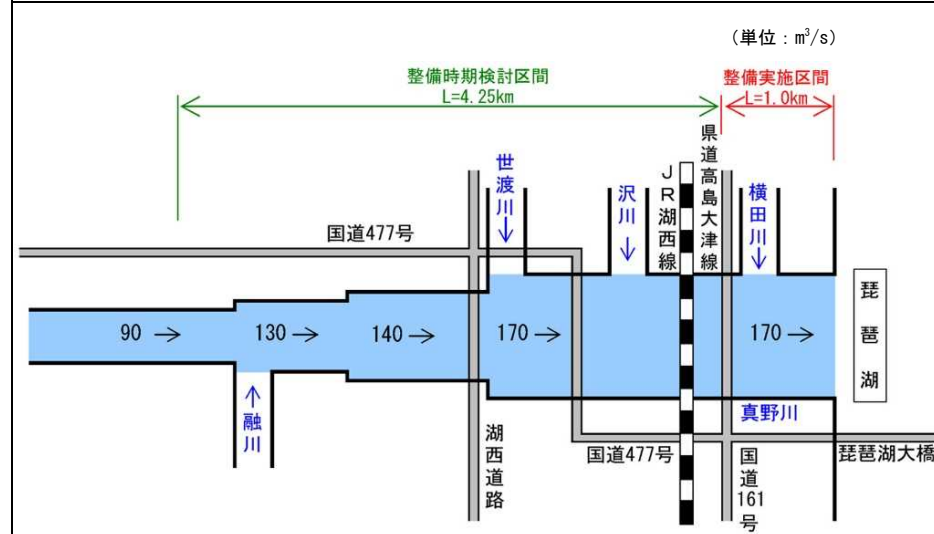 （単位：m³/s）
整備時期検討区間
L=4.25km
整備実施区間
L=1.0km
世渡川
沢川
JR湖西線
県道高島大津線
横田川
国道477号
90 →
130 →
140 →
170 →
170 →
琵琶湖
融川
真野川
湖西道路
国道477号
国道161号
琵琶湖大橋